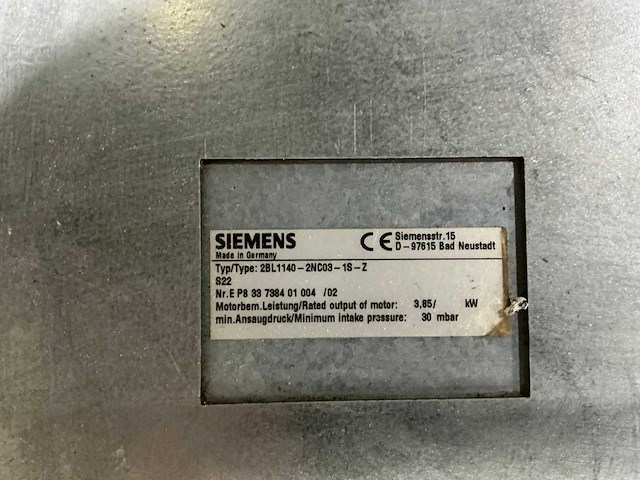 SIEMENS CE Siemensstr.15
Made in Germany D-97615 Bad Neustadt
Typ/Type: 2BL1140-2NC03-1S-Z
S22
Nr.E P8 33 7384 01 004 /02
Motorbem.Leistung/Rated output of motor: 3,85/ kW
min.Ansaugdruck/Minimum intake pressure: 30 mbar